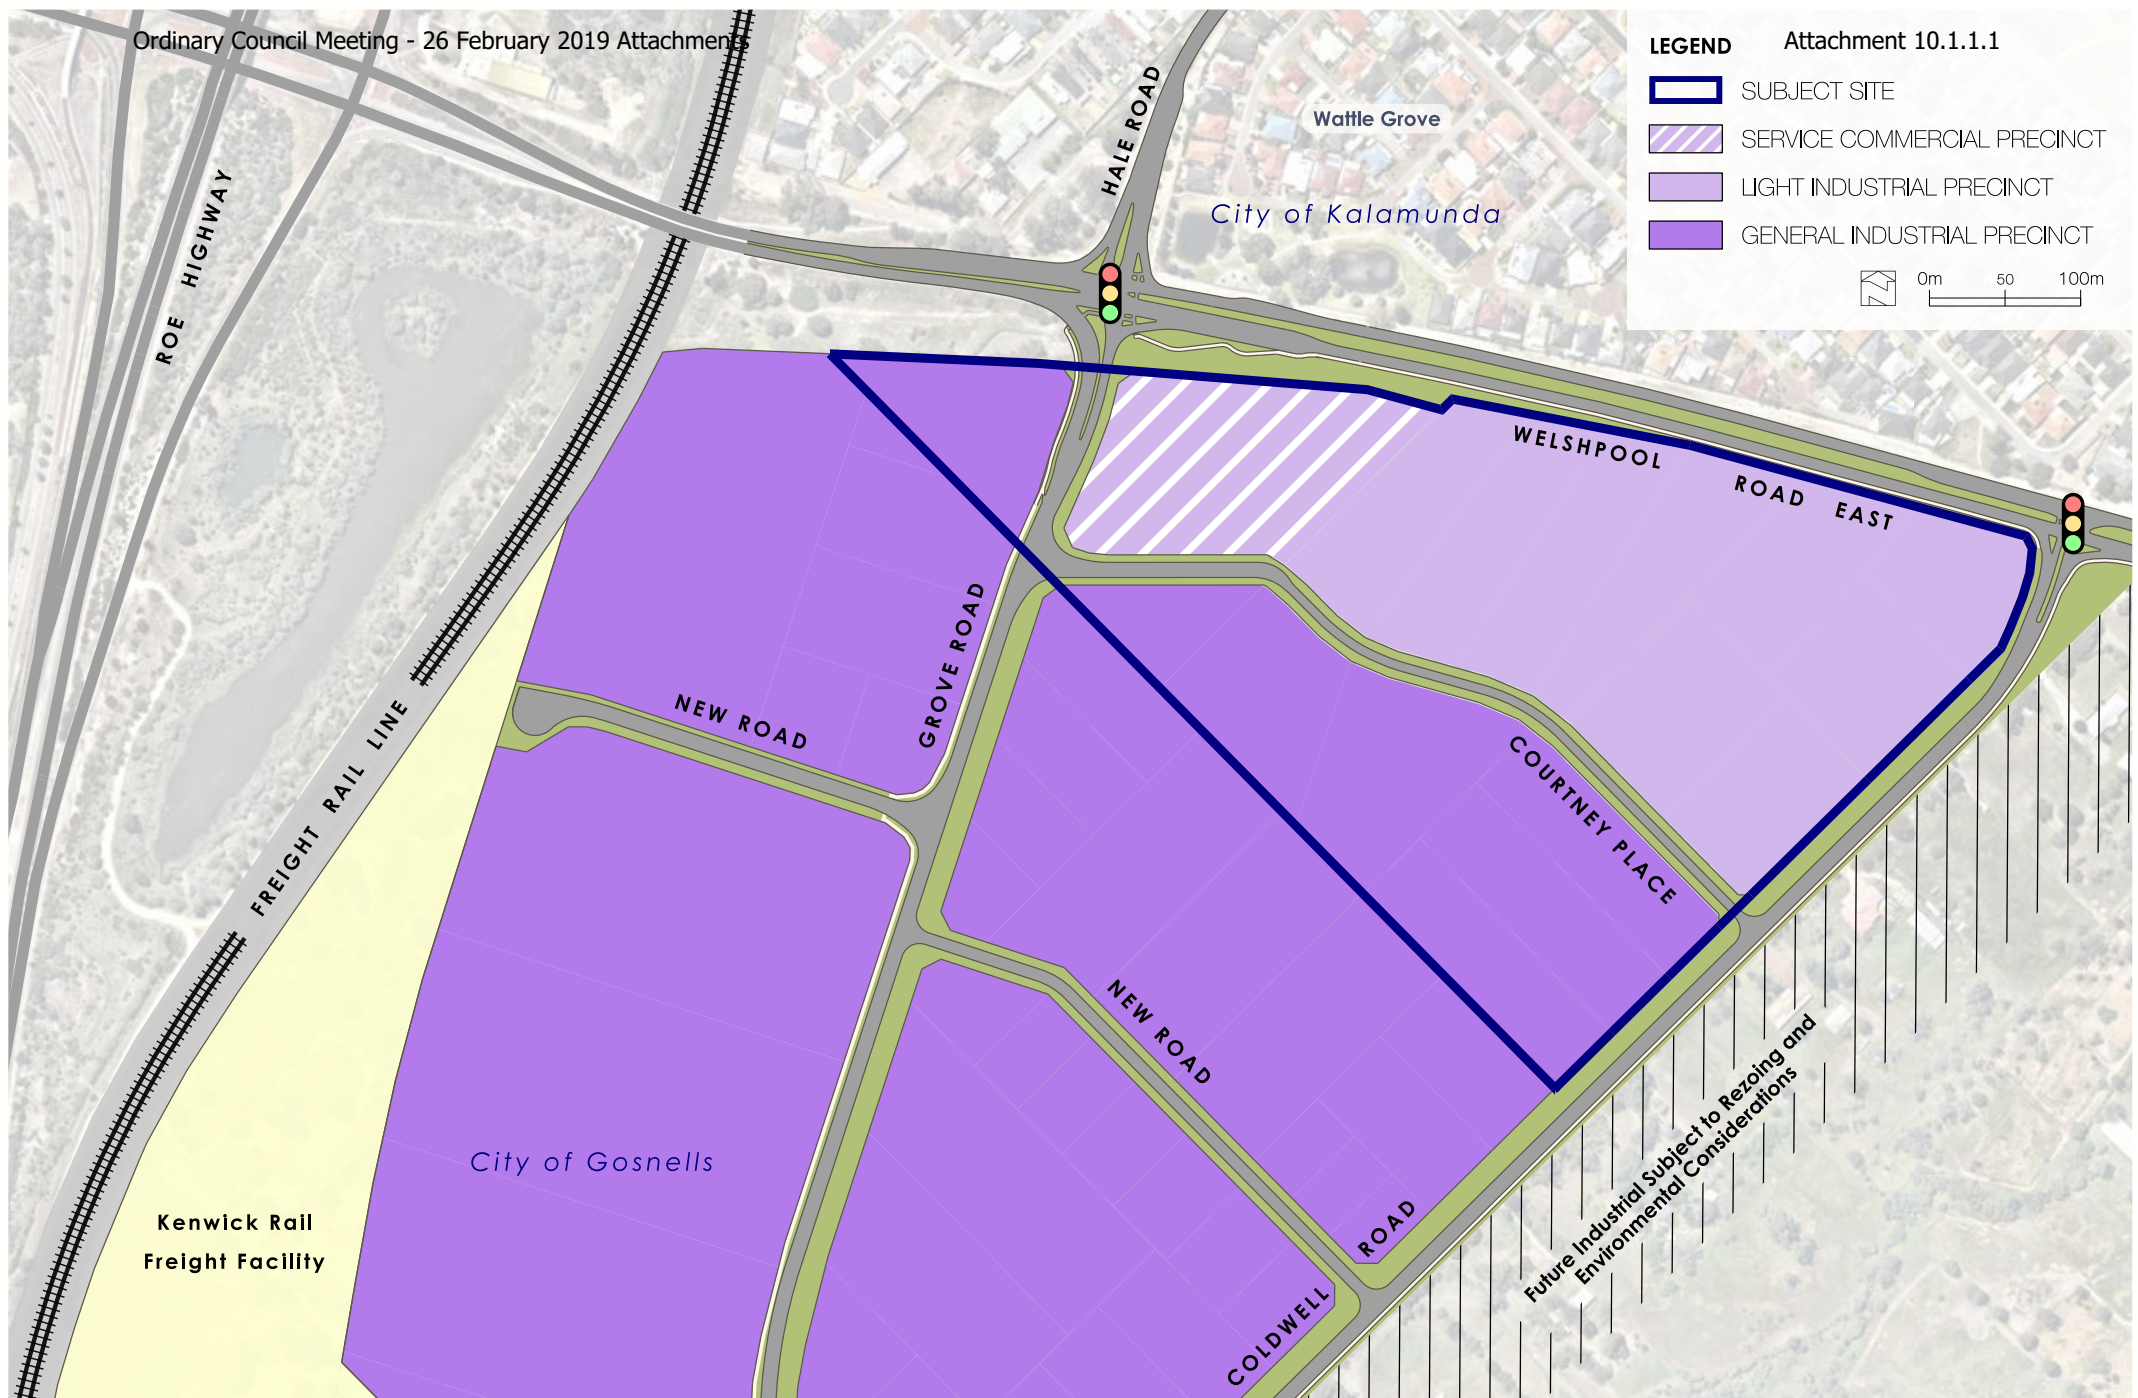 Ordinary Council Meeting - 26 February 2019 Attachments
LEGEND
Attachment 10.1.1.1
SUBJECT SITE
SERVICE COMMERCIAL PRECINCT
LIGHT INDUSTRIAL PRECINCT
GENERAL INDUSTRIAL PRECINCT
0m 50 100m
HALE ROAD
Wattle Grove
City of Kalamunda
ROE HIGHWAY
WELSHPOOL ROAD EAST
GROVE ROAD
NEW ROAD
FREIGHT RAIL LINE
COURTNEY PLACE
NEW ROAD
City of Gosnells
Kenwick Rail
Freight Facility
COLDWELL ROAD
Future Industrial Subject to Rezoing and
Environmental Considerations